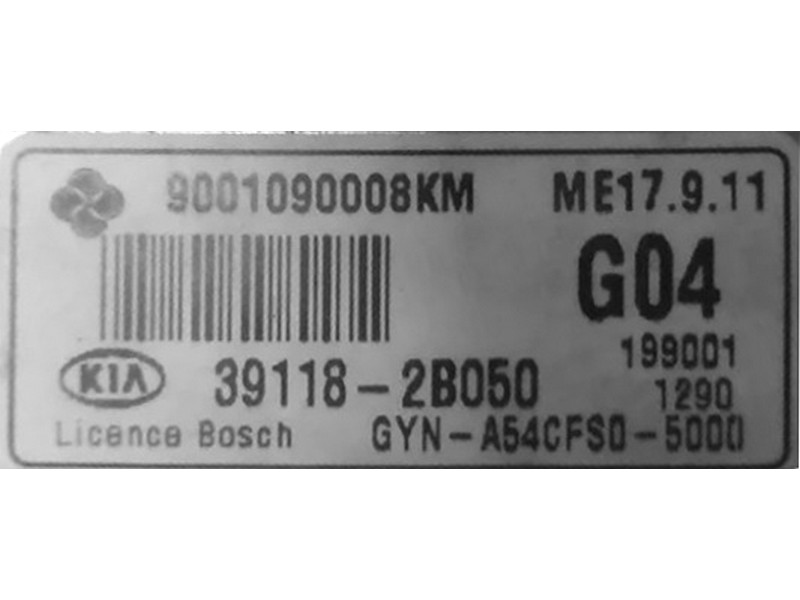 9001090008KM ME17.9.11
G04
199001
KIA 39118-2B050 1290
Licence Bosch GYN-A54CFS0-5000